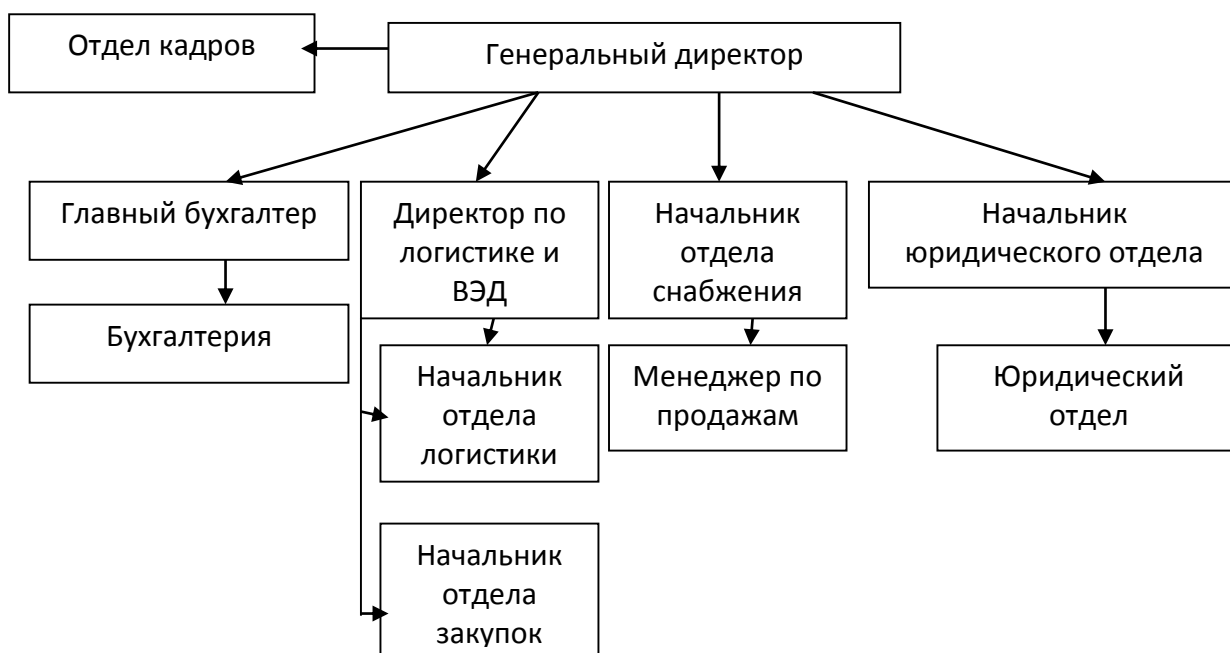 Отдел кадров
Генеральный директор
Главный бухгалтер
Директор по
логистике и
ВЭД
Начальник
отдела
снабжения
Начальник
юридического отдела
Бухгалтерия
Начальник
отдела
логистики
Менеджер по
продажам
Юридический
отдел
Начальник
отдела
закупок